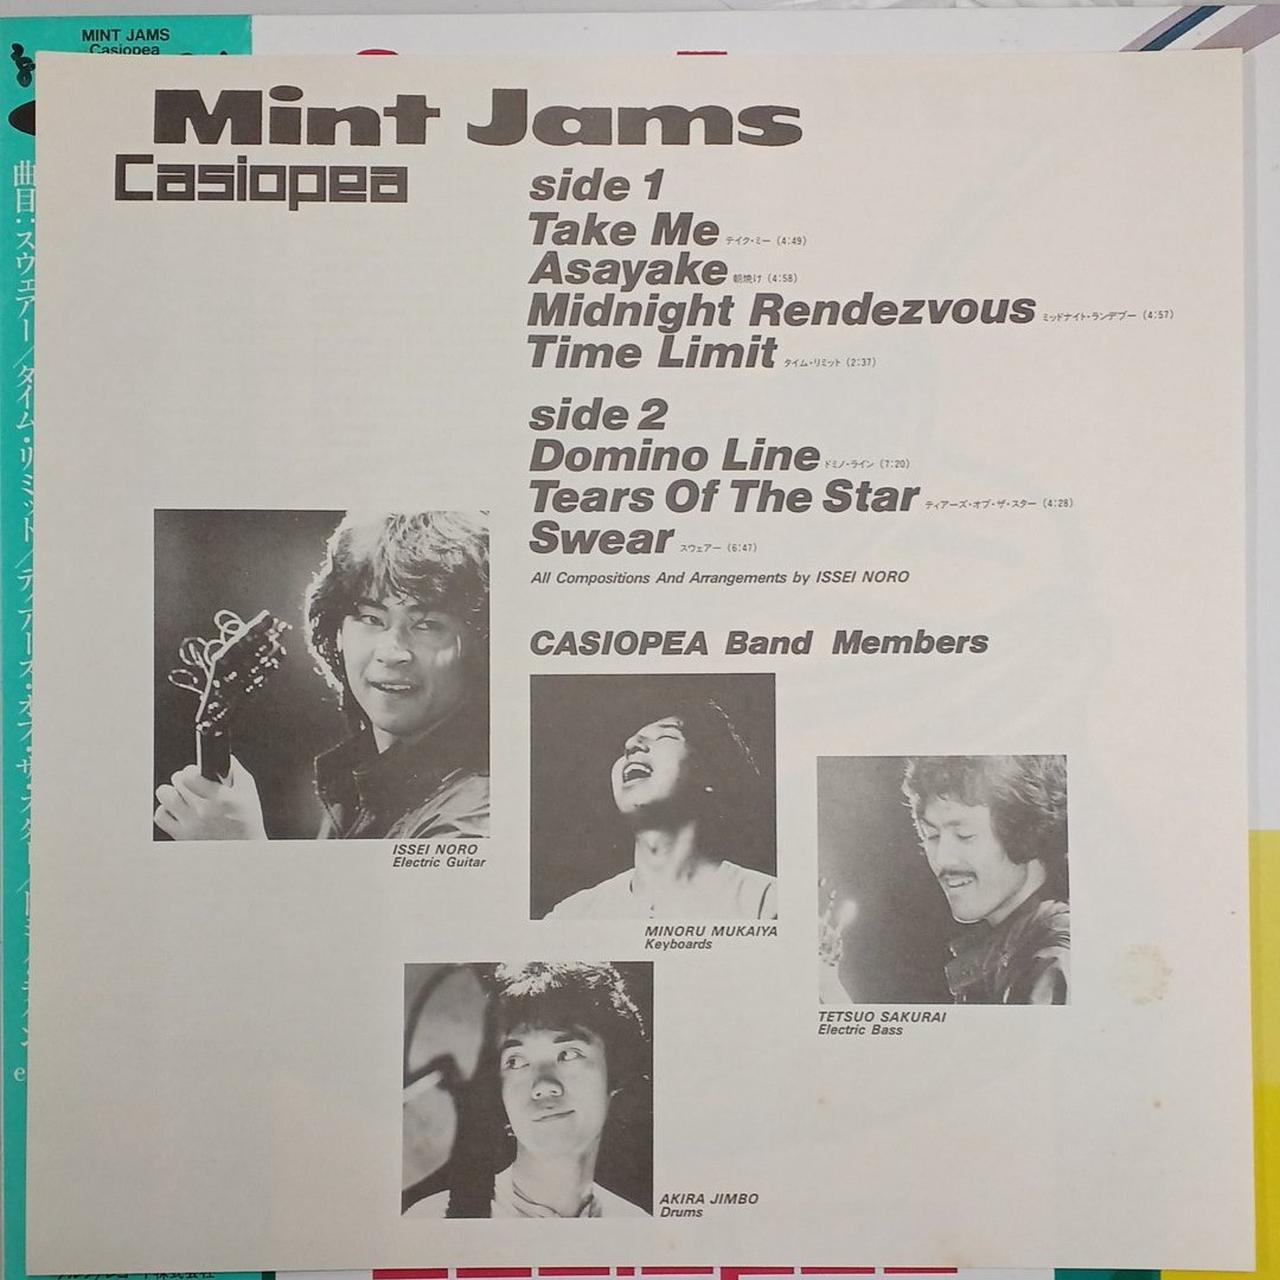 MINT JAMS
Casiopea
曲目:スウェアー/タイム・リミット/ティアーズ・オブ・ザ・スター
Mint Jams
Casiopea
side 1
Take Me テイク・ミー (4:49)
Asayake 朝焼け (4:58)
Midnight Rendezvous ミッドナイト・ランデブー (4:57)
Time Limit タイム・リミット (2:37)
side 2
Domino Line ドミノ・ライン (7:20)
Tears Of The Star ティアーズ・オブ・ザ・スター (4:28)
Swear スウェアー (6:47)
All Compositions And Arrangements by ISSEI NORO
CASIOPEA Band Members
ISSEI NORO
Electric Guitar
MINORU MUKAIYA
Keyboards
TETSUO SAKURAI
Electric Bass
AKIRA JIMBO
Drums